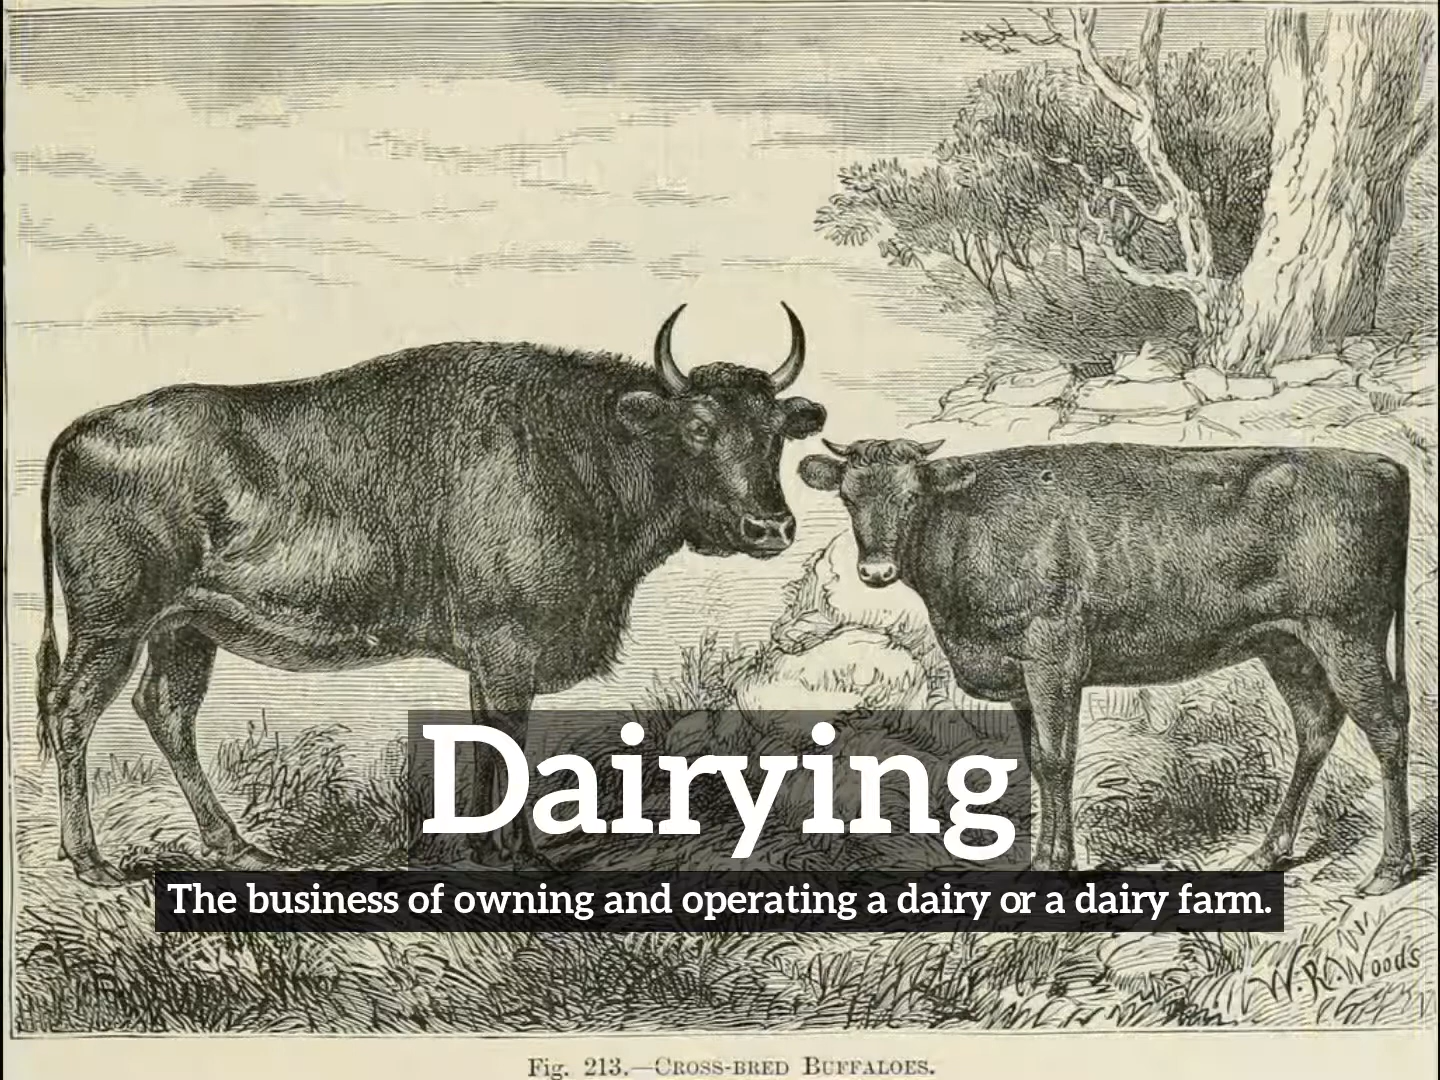 Dairying
The business of owning and operating a dairy or a dairy farm.
W. R. Woods
Fig. 213.—Cross-bred Buffaloes.